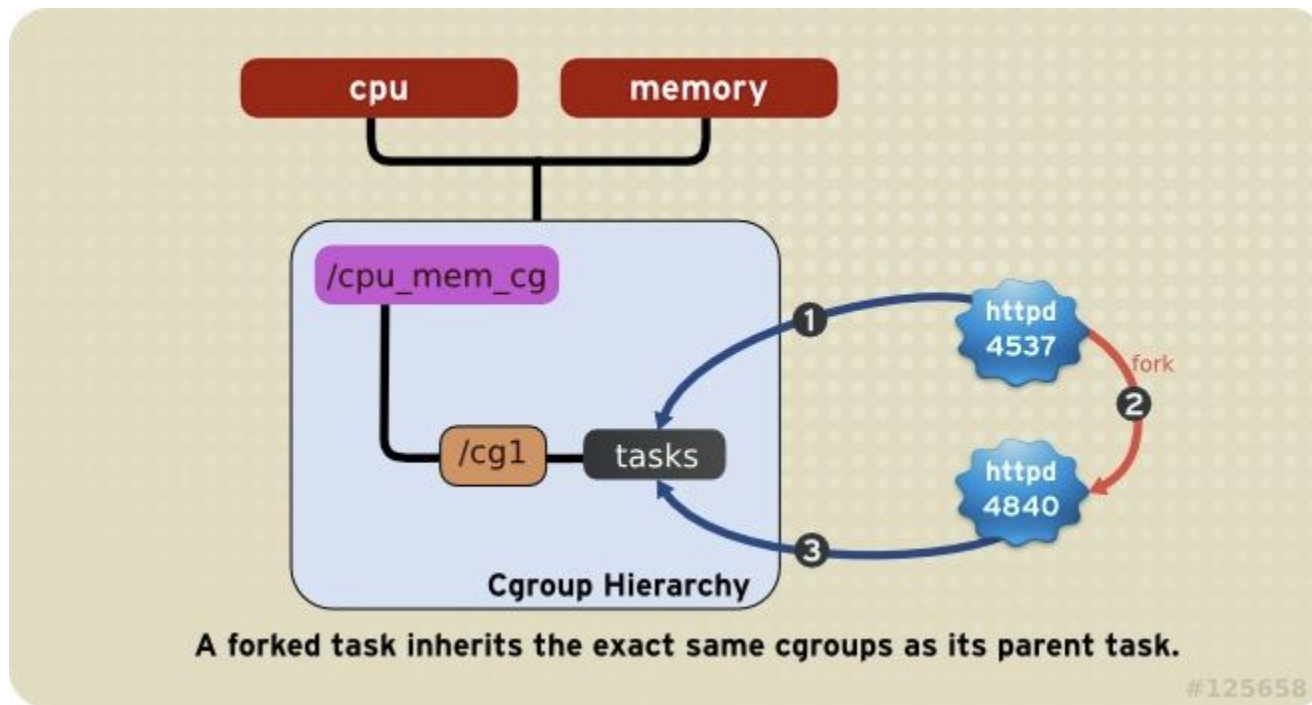 cpu
memory
/cpu_mem_cg
1
httpd
4537
fork
2
/cg1
tasks
httpd
4840
3
Cgroup Hierarchy
A forked task inherits the exact same cgroups as its parent task.
#125658